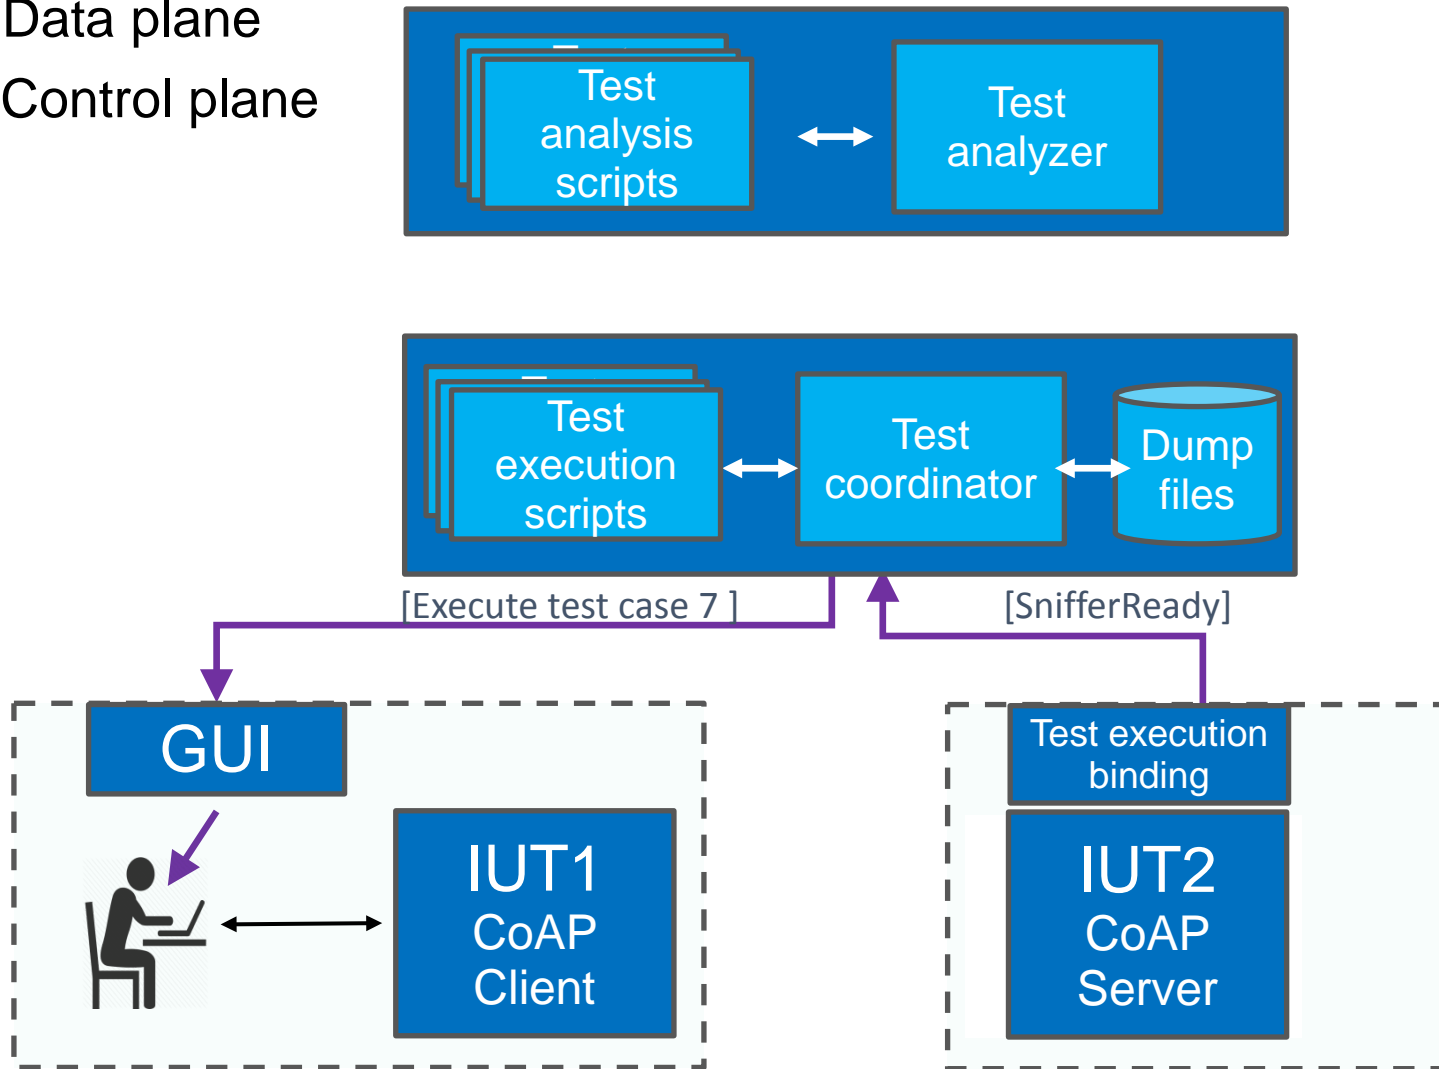 Data plane
Control plane
Test
analysis
scripts
Test
analyzer
Test
execution
scripts
Test
coordinator
Dump
files
[Execute test case 7 ]
[SnifferReady]
GUI
Test execution
binding
IUT1
CoAP
Client
IUT2
CoAP
Server